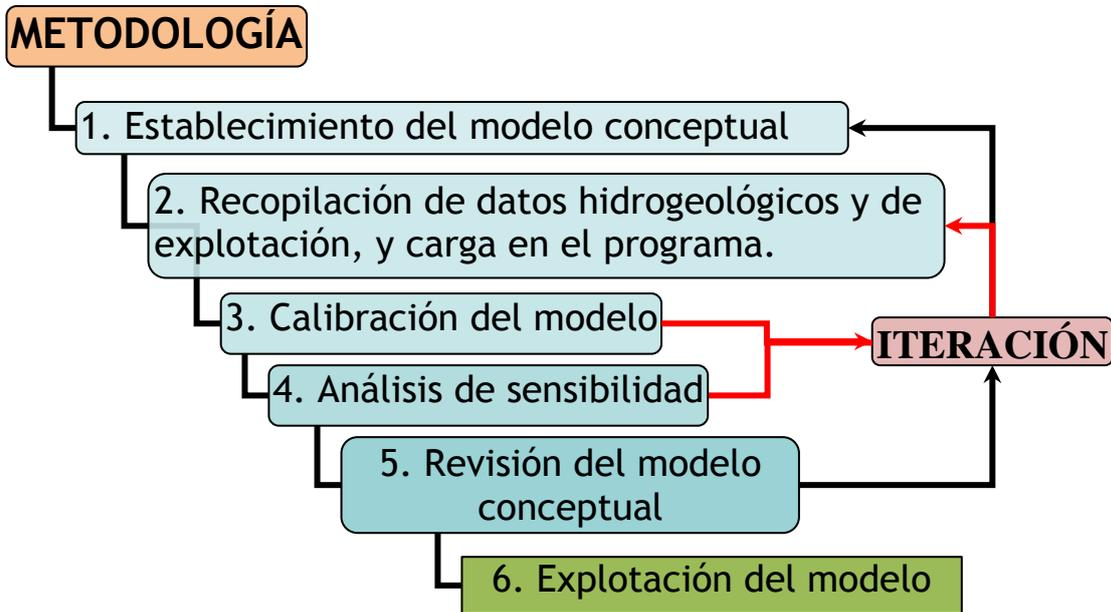 METODOLOGÍA
1. Establecimiento del modelo conceptual
2. Recopilación de datos hidrogeológicos y de
explotación, y carga en el programa.
3. Calibración del modelo
ITERACIÓN
4. Análisis de sensibilidad
5. Revisión del modelo
conceptual
6. Explotación del modelo